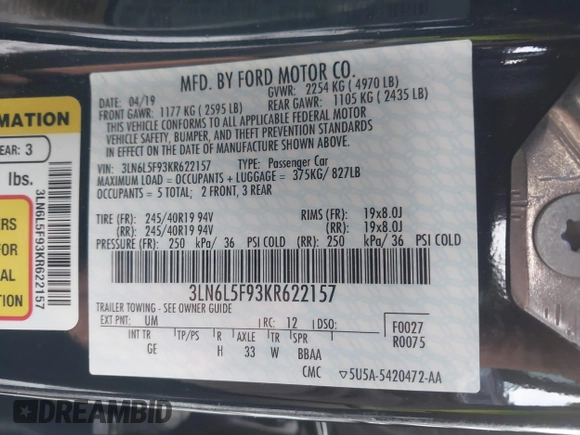 MFD. BY FORD MOTOR CO.
DATE: 04/19 GVWR: 2254 KG ( 4970 LB)
FRONT GAWR: 1177 KG ( 2595 LB) REAR GAWR: 1105 KG ( 2435 LB)
THIS VEHICLE CONFORMS TO ALL APPLICABLE FEDERAL MOTOR
VEHICLE SAFETY, BUMPER, AND THEFT PREVENTION STANDARDS
IN EFFECT ON THE DATE OF MANUFACTURE SHOWN ABOVE.
VIN: 3LN6L5F93KR622157 TYPE: Passenger Car
MAXIMUM LOAD = OCCUPANTS + LUGGAGE = 375KG/ 827LB
OCCUPANTS = 5 TOTAL; 2 FRONT, 3 REAR
TIRE (FR): 245/40R19 94V RIMS (FR): 19x8.0J
(RR): 245/40R19 94V (RR): 19x8.0J
PRESSURE (FR): 250 kPa/ 36 PSI COLD (RR): 250 kPa/ 36 PSI COLD
3LN6L5F93KR622157
TRAILER TOWING - SEE OWNER GUIDE
EXT PNT: UM RC: 12 DSO: F0027
INT TR TP/PS R AXLE TR SPR R0075
GE H 33 W BBAA
CMC ▽5U5A-5420472-AA
MATION
EAR: 3
lbs.
ERS
FOR
AL
TION
3LN6L5F93KR622157
DREAMBID